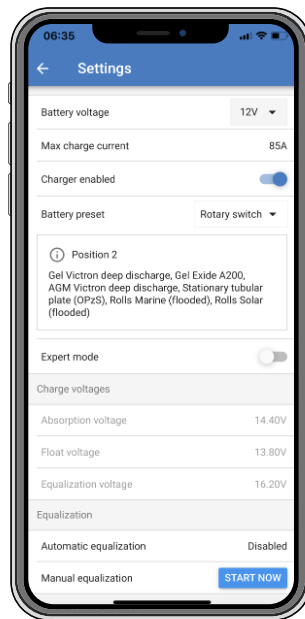 06:35
Settings
Battery voltage 12V
Max charge current 85A
Charger enabled
Battery preset Rotary switch
Position 2
Gel Victron deep discharge, Gel Exide A200,
AGM Victron deep discharge, Stationary tubular
plate (OPzS), Rolls Marine (flooded), Rolls Solar
(flooded)
Expert mode
Charge voltages
Absorption voltage 14.40V
Float voltage 13.80V
Equalization voltage 16.20V
Equalization
Automatic equalization Disabled
Manual equalization START NOW